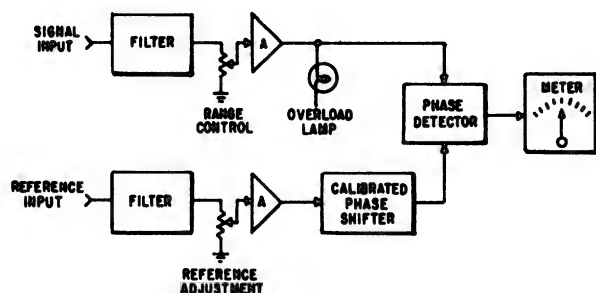 SIGNAL
INPUT
FILTER
A
RANGE
CONTROL
OVERLOAD
LAMP
PHASE
DETECTOR
METER
REFERENCE
INPUT
FILTER
A
CALIBRATED
PHASE
SHIFTER
REFERENCE
ADJUSTMENT